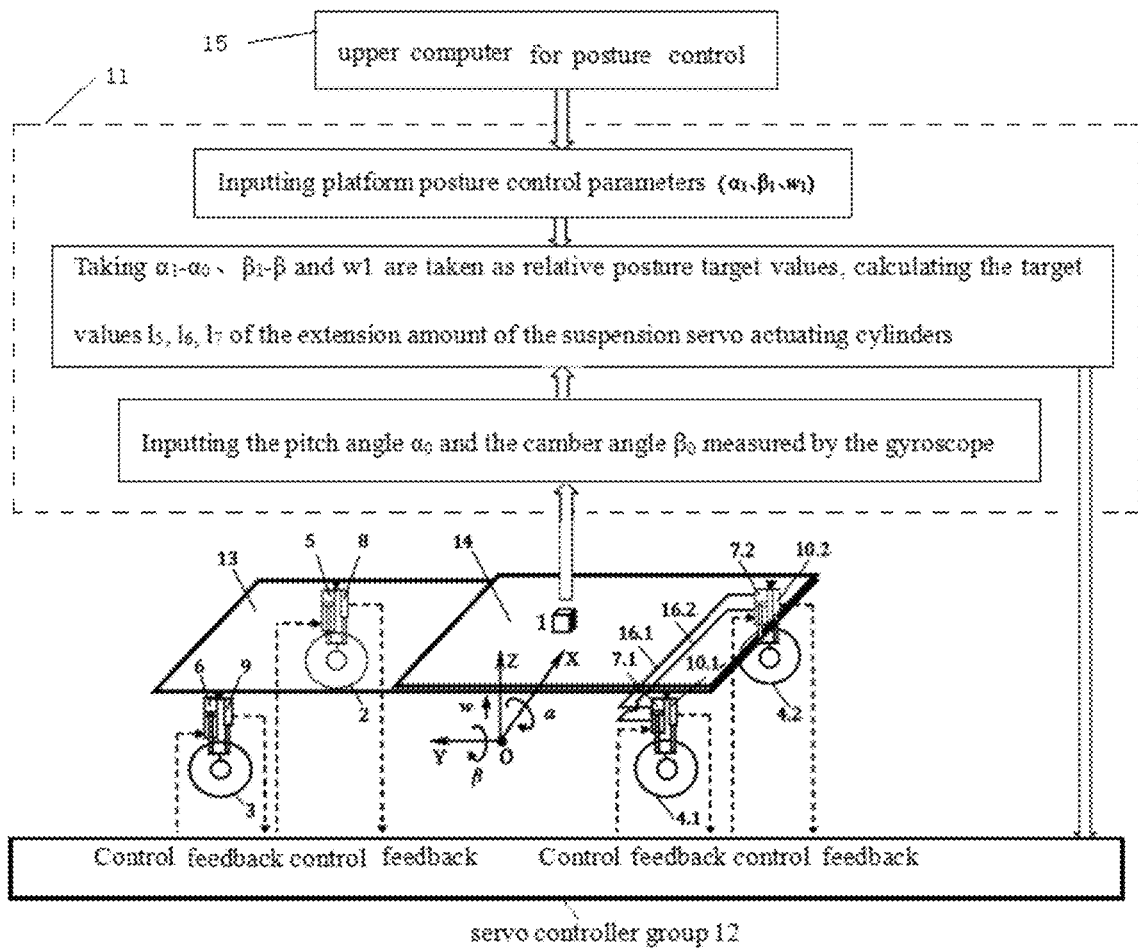 15
upper computer for posture control
11
Inputting platform posture control parameters (α₁、β₁、w₁)
Taking α₁-α₀、 β₁-β and w1 are taken as relative posture target values, calculating the target
values l₅, l₆, l₇ of the extension amount of the suspension servo actuating cylinders
Inputting the pitch angle α₀ and the camber angle β₀ measured by the gyroscope
13
5
8
14
7.2
10.2
1
16.2
16.1
7.1
10.1
6
9
2
Z
X
w
α
Y
β
O
4.2
3
4.1
Control feedback control feedback
Control feedback control feedback
servo controller group 12